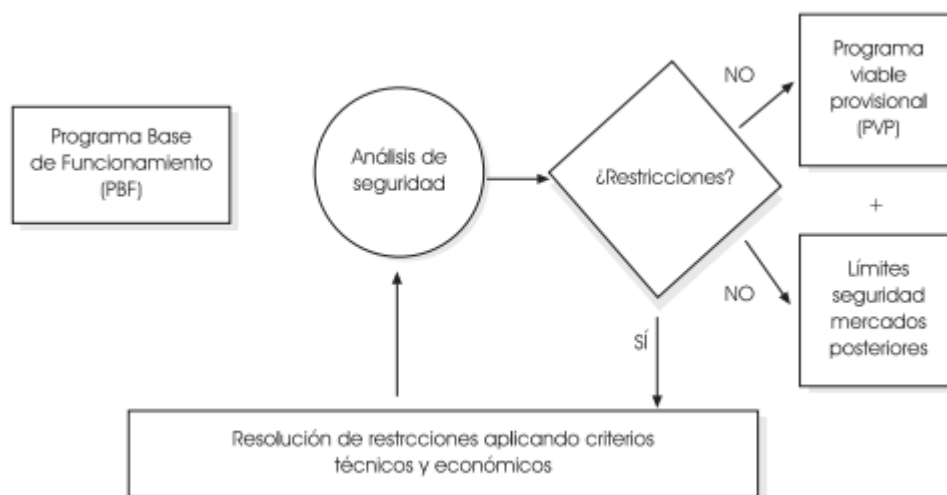 Programa Base
de Funcionamiento
(PBF)
Análisis de
seguridad
¿Restricciones?
NO
Programa
viable
provisional
(PVP)
+
NO
Límites
seguridad
mercados
posteriores
SÍ
Resolución de restrcciones aplicando criterios
técnicos y económicos